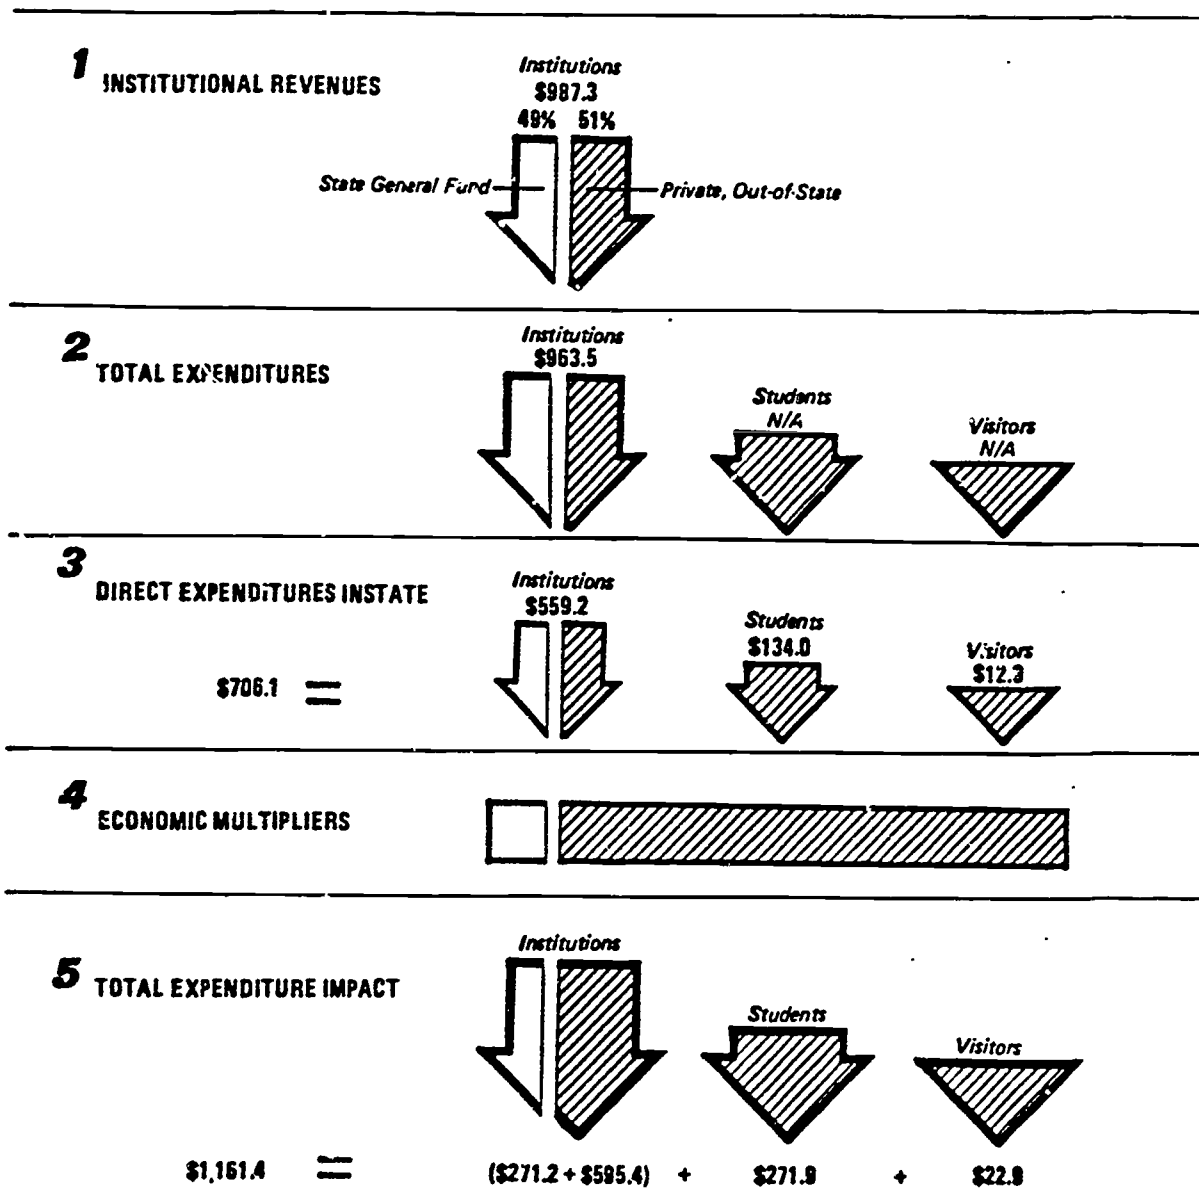 1 INSTITUTIONAL REVENUES
Institutions
$987.3
49% 51%
State General Fund
Private, Out-of-State
2 TOTAL EXPENDITURES
Institutions
$963.5
Students
N/A
Visitors
N/A
3 DIRECT EXPENDITURES INSTATE
Institutions
$559.2
Students
$134.0
Visitors
$12.3
$706.1 =
4 ECONOMIC MULTIPLIERS
5 TOTAL EXPENDITURE IMPACT
Institutions
Students
Visitors
$1,161.4 = ($271.2 + $595.4) + $271.9 + $22.9